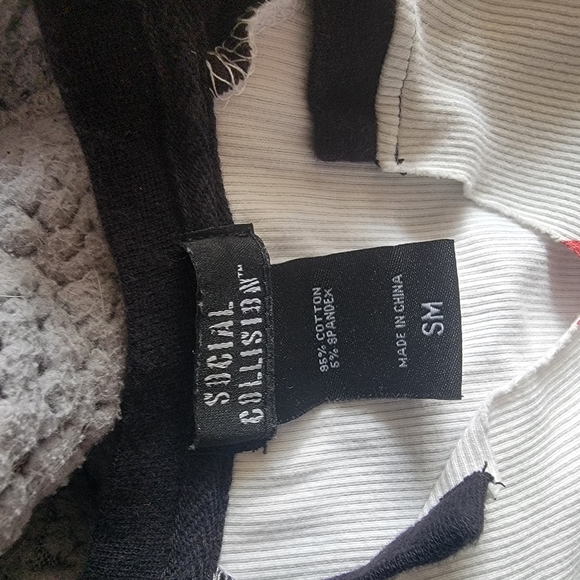 SOCIAL
COLLISION™
95% COTTON
5% SPANDEX
MADE IN CHINA
SM